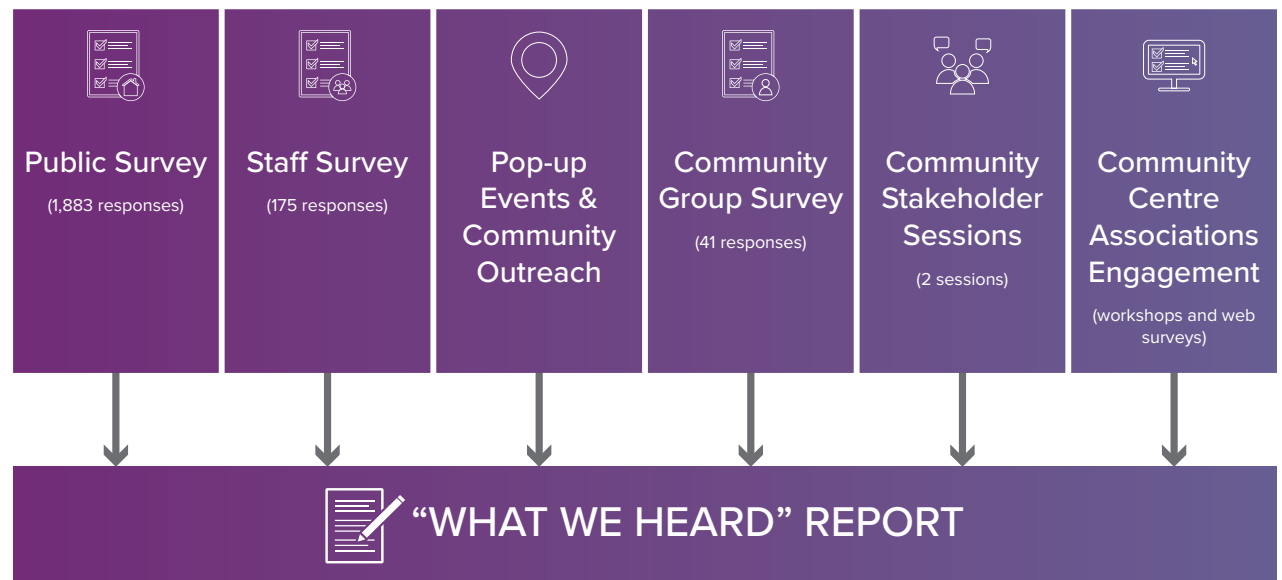 Public Survey
(1,883 responses)
Staff Survey
(175 responses)
Pop-up
Events &
Community
Outreach
Community
Group Survey
(41 responses)
Community
Stakeholder
Sessions
(2 sessions)
Community
Centre
Associations
Engagement
(workshops and web
surveys)
“WHAT WE HEARD” REPORT